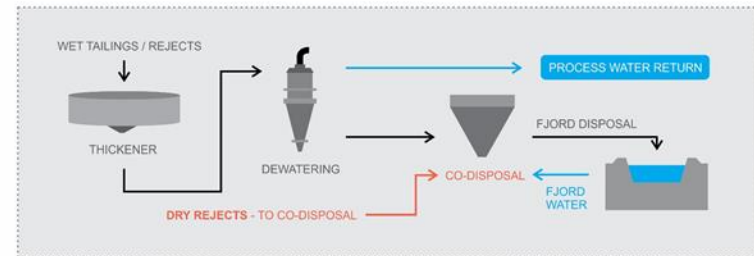 WET TAILINGS / REJECTS
THICKENER
DEWATERING
PROCESS WATER RETURN
FJORD DISPOSAL
CO-DISPOSAL
FJORD
WATER
DRY REJECTS - TO CO-DISPOSAL